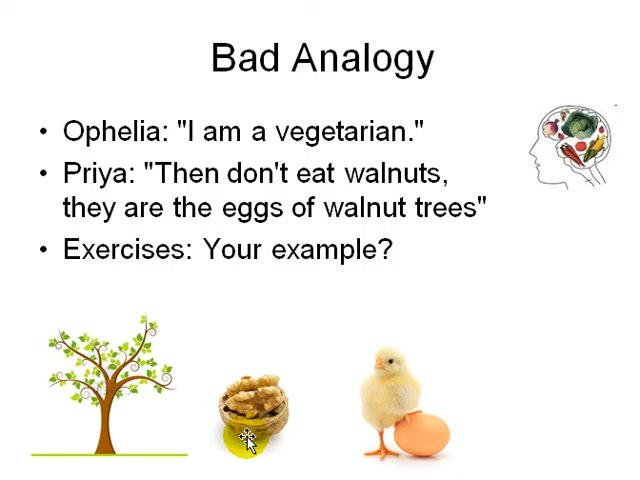 Bad Analogy
• Ophelia: "I am a vegetarian."
• Priya: "Then don't eat walnuts,
they are the eggs of walnut trees"
• Exercises: Your example?